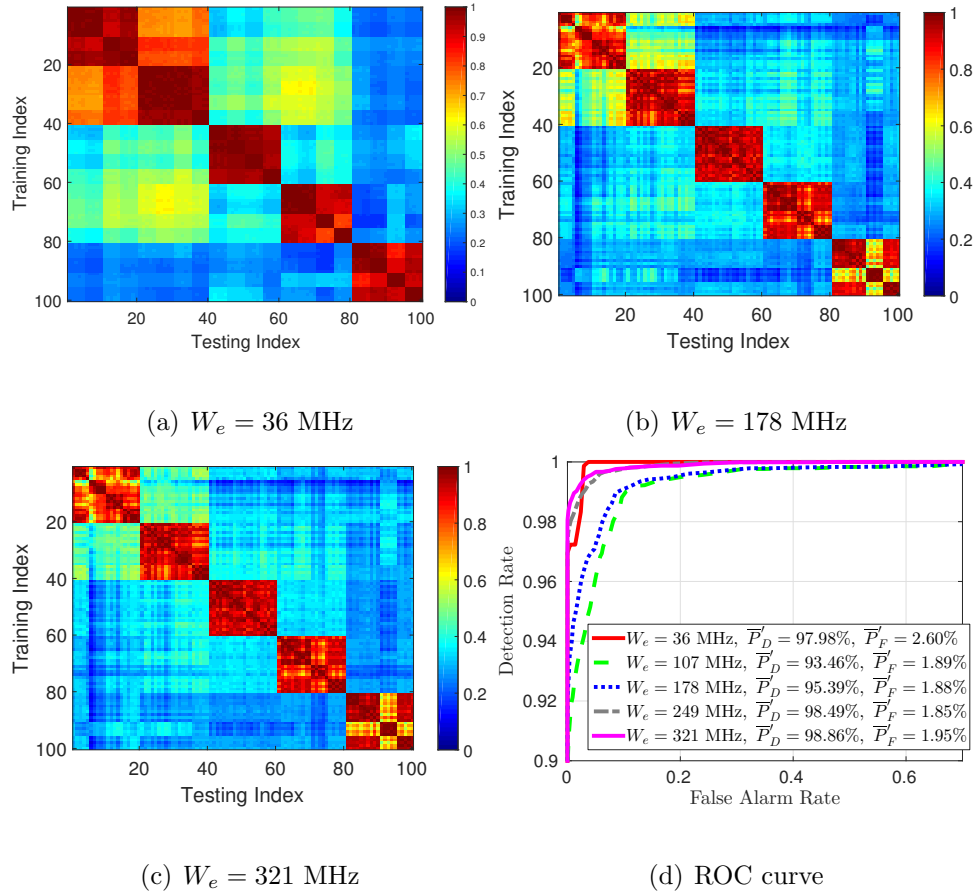 Training Index
20
40
60
80
100
20 40 60 80 100
Testing Index
1
0.9
0.8
0.7
0.6
0.5
0.4
0.3
0.2
0.1
0
(a) W_e = 36 MHz
Training Index
20
40
60
80
100
20 40 60 80 100
Testing Index
1
0.8
0.6
0.4
0.2
0
(b) W_e = 178 MHz
Training Index
20
40
60
80
100
20 40 60 80 100
Testing Index
1
0.8
0.6
0.4
0.2
0
(c) W_e = 321 MHz
Detection Rate
1
0.98
0.96
0.94
0.92
0.9
W_e = 36 MHz, P̅'_D = 97.98%, P̅'_F = 2.60%
W_e = 107 MHz, P̅'_D = 93.46%, P̅'_F = 1.89%
W_e = 178 MHz, P̅'_D = 95.39%, P̅'_F = 1.88%
W_e = 249 MHz, P̅'_D = 98.49%, P̅'_F = 1.85%
W_e = 321 MHz, P̅'_D = 98.86%, P̅'_F = 1.95%
0 0.2 0.4 0.6
False Alarm Rate
(d) ROC curve